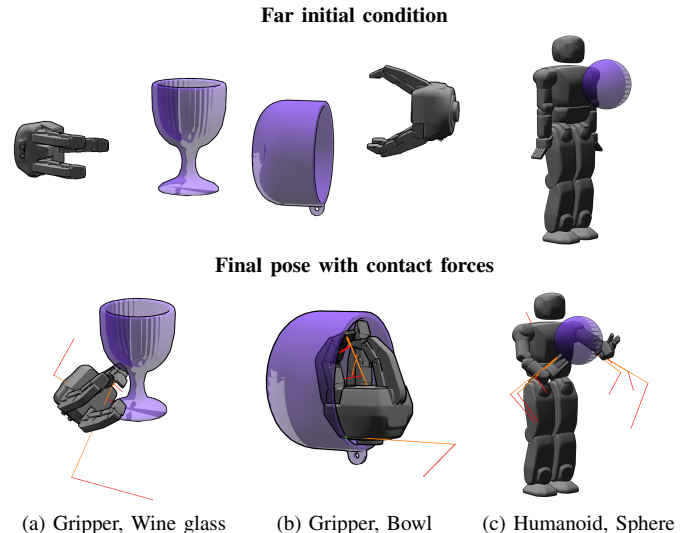 Far initial condition
Final pose with contact forces
(a) Gripper, Wine glass
(b) Gripper, Bowl
(c) Humanoid, Sphere